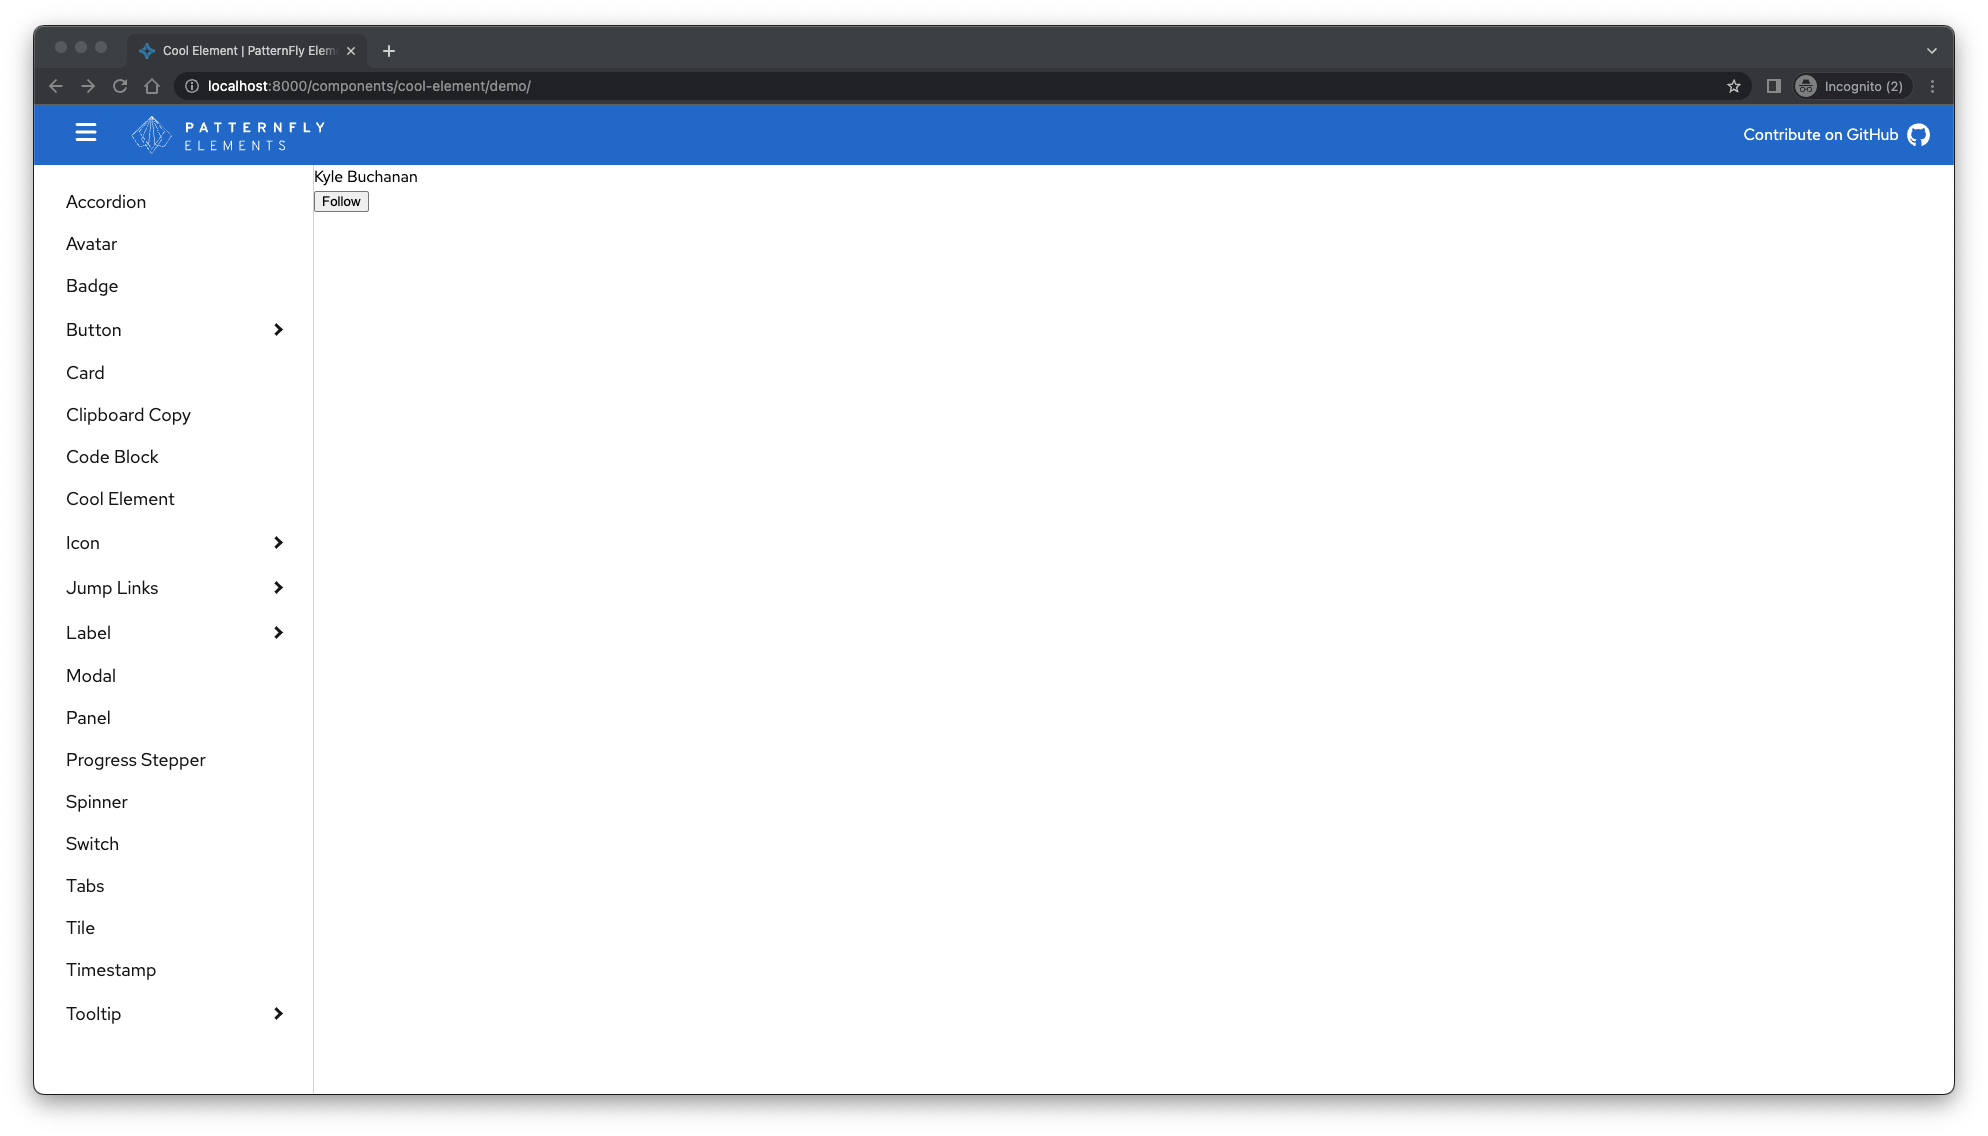 Cool Element | PatternFly Elem
localhost:8000/components/cool-element/demo/
Incognito (2)
PATTERNFLY
ELEMENTS
Contribute on GitHub
Kyle Buchanan
Follow
Accordion
Avatar
Badge
Button
Card
Clipboard Copy
Code Block
Cool Element
Icon
Jump Links
Label
Modal
Panel
Progress Stepper
Spinner
Switch
Tabs
Tile
Timestamp
Tooltip